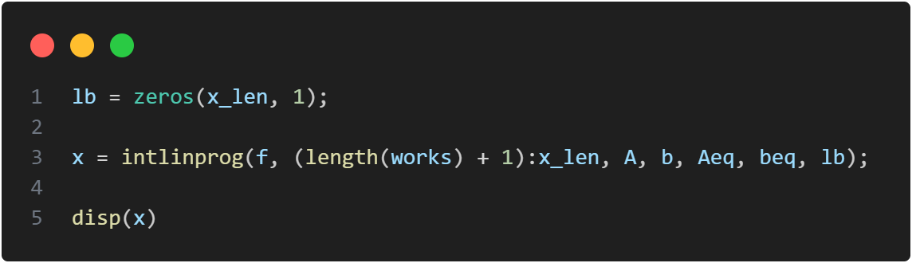 1 lb = zeros(x_len, 1);
2
3 x = intlinprog(f, (length(works) + 1):x_len, A, b, Aeq, beq, lb);
4
5 disp(x)